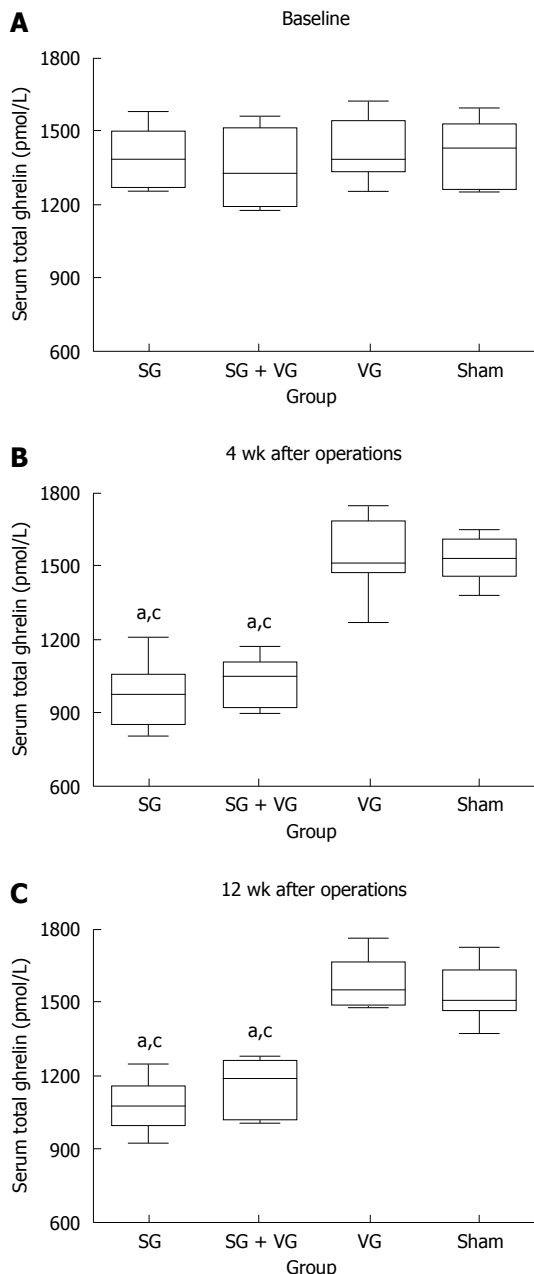 A
Baseline
Serum total ghrelin (pmol/L)
1800
1500
1200
900
600
SG SG + VG VG Sham
Group
B
4 wk after operations
Serum total ghrelin (pmol/L)
1800
1500
1200
900
600
a,c a,c
SG SG + VG VG Sham
Group
C
12 wk after operations
Serum total ghrelin (pmol/L)
1800
1500
1200
900
600
a,c a,c
SG SG + VG VG Sham
Group